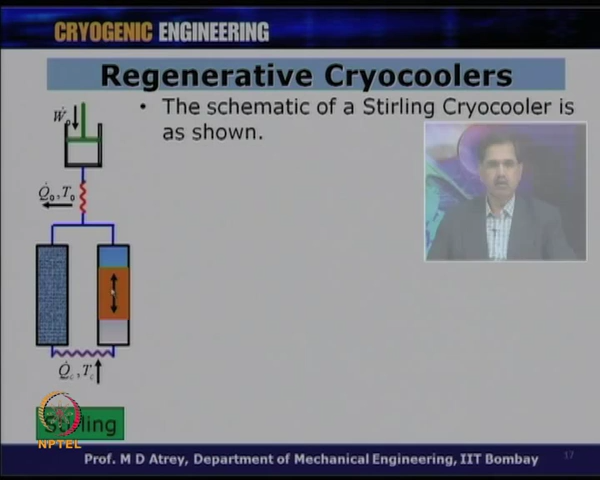 CRYOGENIC ENGINEERING
Regenerative Cryocoolers
• The schematic of a Stirling Cryocooler is
as shown.
Q̇₀, T₀
Q̇c, Tc
Stirling
NPTEL
Prof. M D Atrey, Department of Mechanical Engineering, IIT Bombay
17